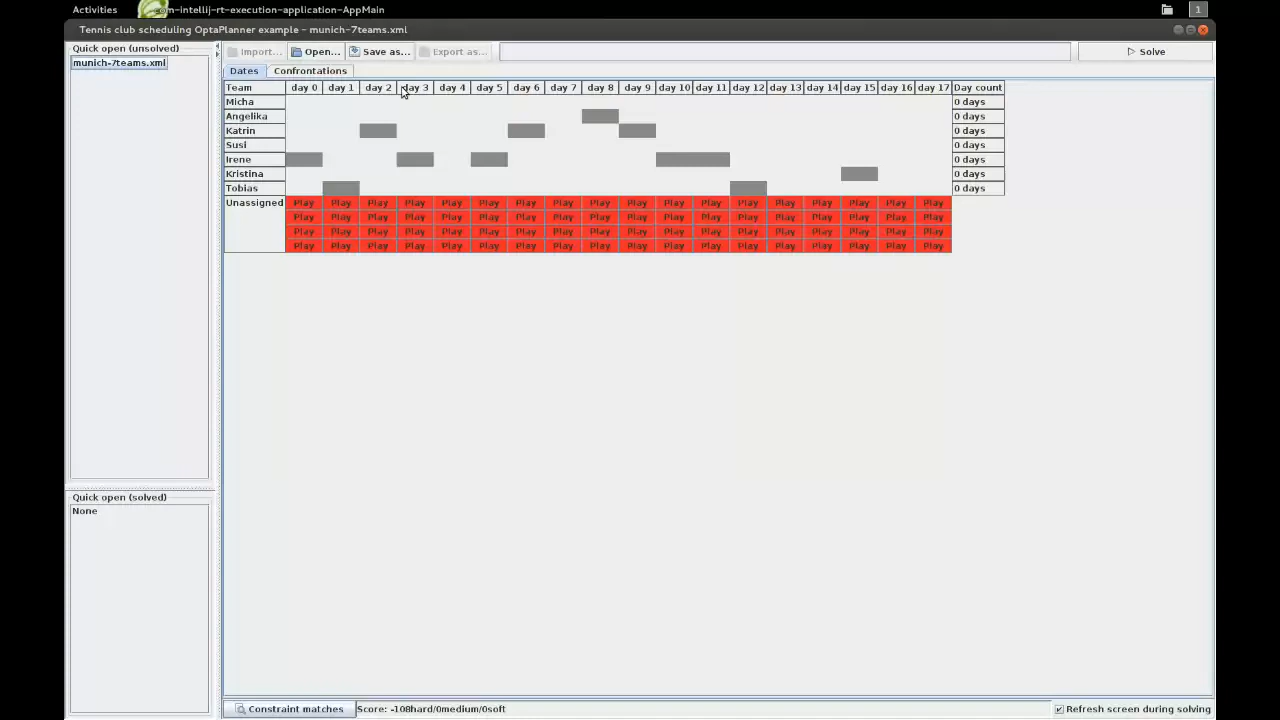 Activities com-intellij-rt-execution-application-AppMain 1
Tennis club scheduling OptaPlanner example – munich-7teams.xml
Quick open (unsolved)
munich-7teams.xml
Import... Open... Save as... Export as... Solve
Dates Confrontations
Team day 0 day 1 day 2 day 3 day 4 day 5 day 6 day 7 day 8 day 9 day 10 day 11 day 12 day 13 day 14 day 15 day 16 day 17 Day count
Micha 0 days
Angelika 0 days
Katrin 0 days
Susi 0 days
Irene 0 days
Kristina 0 days
Tobias 0 days
Unassigned Play Play Play Play Play Play Play Play Play Play Play Play Play Play Play Play Play Play
Play Play Play Play Play Play Play Play Play Play Play Play Play Play Play Play Play Play
Play Play Play Play Play Play Play Play Play Play Play Play Play Play Play Play Play Play
Play Play Play Play Play Play Play Play Play Play Play Play Play Play Play Play Play Play
Quick open (solved)
None
Constraint matches Score: -108hard/0medium/0soft Refresh screen during solving